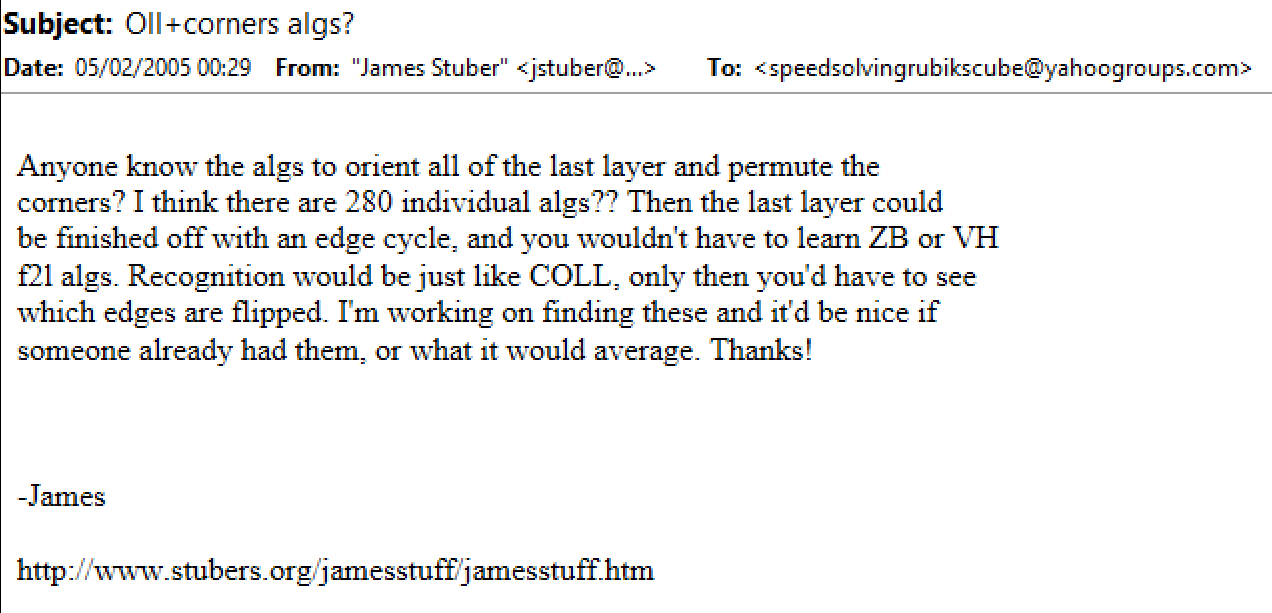 Subject: Oll+corners algs?
Date: 05/02/2005 00:29 From: "James Stuber" <jstuber@...> To: <speedsolvingrubikscube@yahoogroups.com>
Anyone know the algs to orient all of the last layer and permute the
corners? I think there are 280 individual algs?? Then the last layer could
be finished off with an edge cycle, and you wouldn't have to learn ZB or VH
f2l algs. Recognition would be just like COLL, only then you'd have to see
which edges are flipped. I'm working on finding these and it'd be nice if
someone already had them, or what it would average. Thanks!
-James
http://www.stubers.org/jamesstuff/jamesstuff.htm